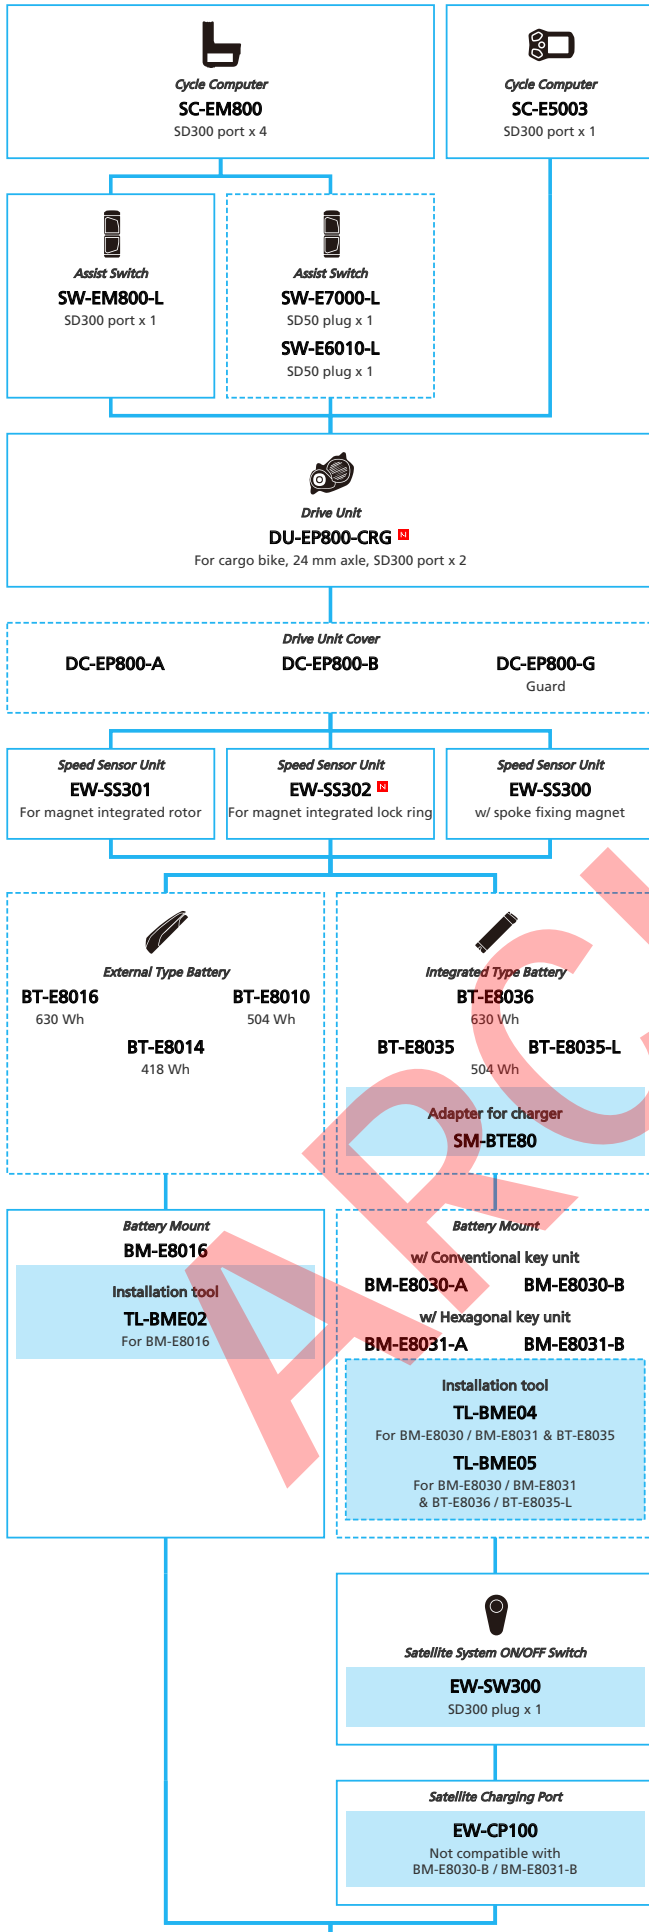 Cycle Computer
SC-EM800
SD300 port x 4
Cycle Computer
SC-E5003
SD300 port x 1
Assist Switch
SW-EM800-L
SD300 port x 1
Assist Switch
SW-E7000-L
SD50 plug x 1
SW-E6010-L
SD50 plug x 1
Drive Unit
DU-EP800-CRG N
For cargo bike, 24 mm axle, SD300 port x 2
Drive Unit Cover
DC-EP800-A
DC-EP800-B
DC-EP800-G
Guard
Speed Sensor Unit
EW-SS301
For magnet integrated rotor
Speed Sensor Unit
EW-SS302 N
For magnet integrated lock ring
Speed Sensor Unit
EW-SS300
w/ spoke fixing magnet
External Type Battery
BT-E8016
630 Wh
BT-E8010
504 Wh
BT-E8014
418 Wh
Integrated Type Battery
BT-E8036
630 Wh
BT-E8035
BT-E8035-L
504 Wh
Adapter for charger
SM-BTE80
Battery Mount
BM-E8016
Installation tool
TL-BME02
For BM-E8016
Battery Mount
w/ Conventional key unit
BM-E8030-A
BM-E8030-B
w/ Hexagonal key unit
BM-E8031-A
BM-E8031-B
Installation tool
TL-BME04
For BM-E8030 / BM-E8031 & BT-E8035
TL-BME05
For BM-E8030 / BM-E8031
& BT-E8036 / BT-E8035-L
Satellite System ON/OFF Switch
EW-SW300
SD300 plug x 1
Satellite Charging Port
EW-CP100
Not compatible with
BM-E8030-B / BM-E8031-B